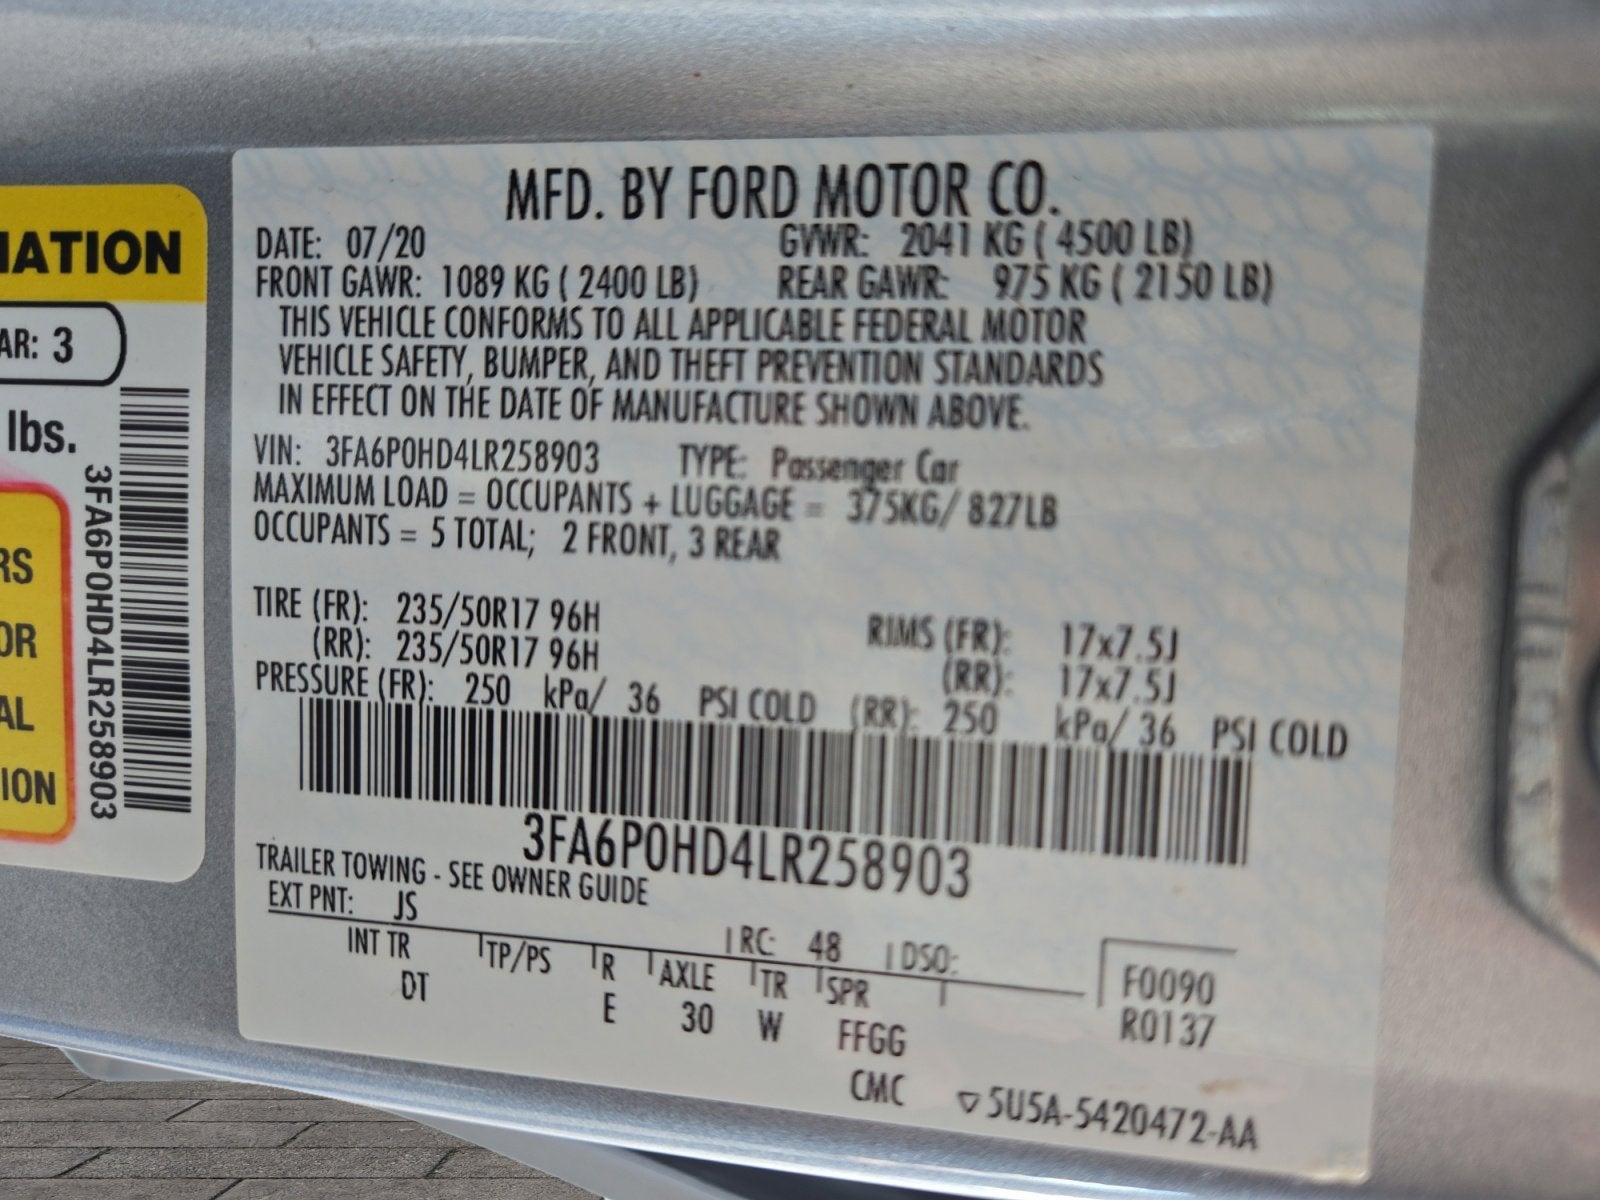 MFD. BY FORD MOTOR CO.
DATE: 07/20 GVWR: 2041 KG ( 4500 LB)
FRONT GAWR: 1089 KG ( 2400 LB) REAR GAWR: 975 KG ( 2150 LB)
THIS VEHICLE CONFORMS TO ALL APPLICABLE FEDERAL MOTOR
VEHICLE SAFETY, BUMPER, AND THEFT PREVENTION STANDARDS
IN EFFECT ON THE DATE OF MANUFACTURE SHOWN ABOVE.
VIN: 3FA6P0HD4LR258903 TYPE: Passenger Car
MAXIMUM LOAD = OCCUPANTS + LUGGAGE = 375KG/ 827LB
OCCUPANTS = 5 TOTAL; 2 FRONT, 3 REAR
TIRE (FR): 235/50R17 96H RIMS (FR): 17x7.5J
(RR): 235/50R17 96H (RR): 17x7.5J
PRESSURE (FR): 250 kPa/ 36 PSI COLD (RR): 250 kPa/ 36 PSI COLD
3FA6P0HD4LR258903
TRAILER TOWING - SEE OWNER GUIDE
EXT PNT: JS RC: 48 DSO:
INT TR TP/PS R AXLE TR SPR F0090
DT E 30 W FFGG R0137
CMC ▽5U5A-5420472-AA
IATION
AR: 3
lbs.
3FA6P0HD4LR258903
RS
OR
AL
ION